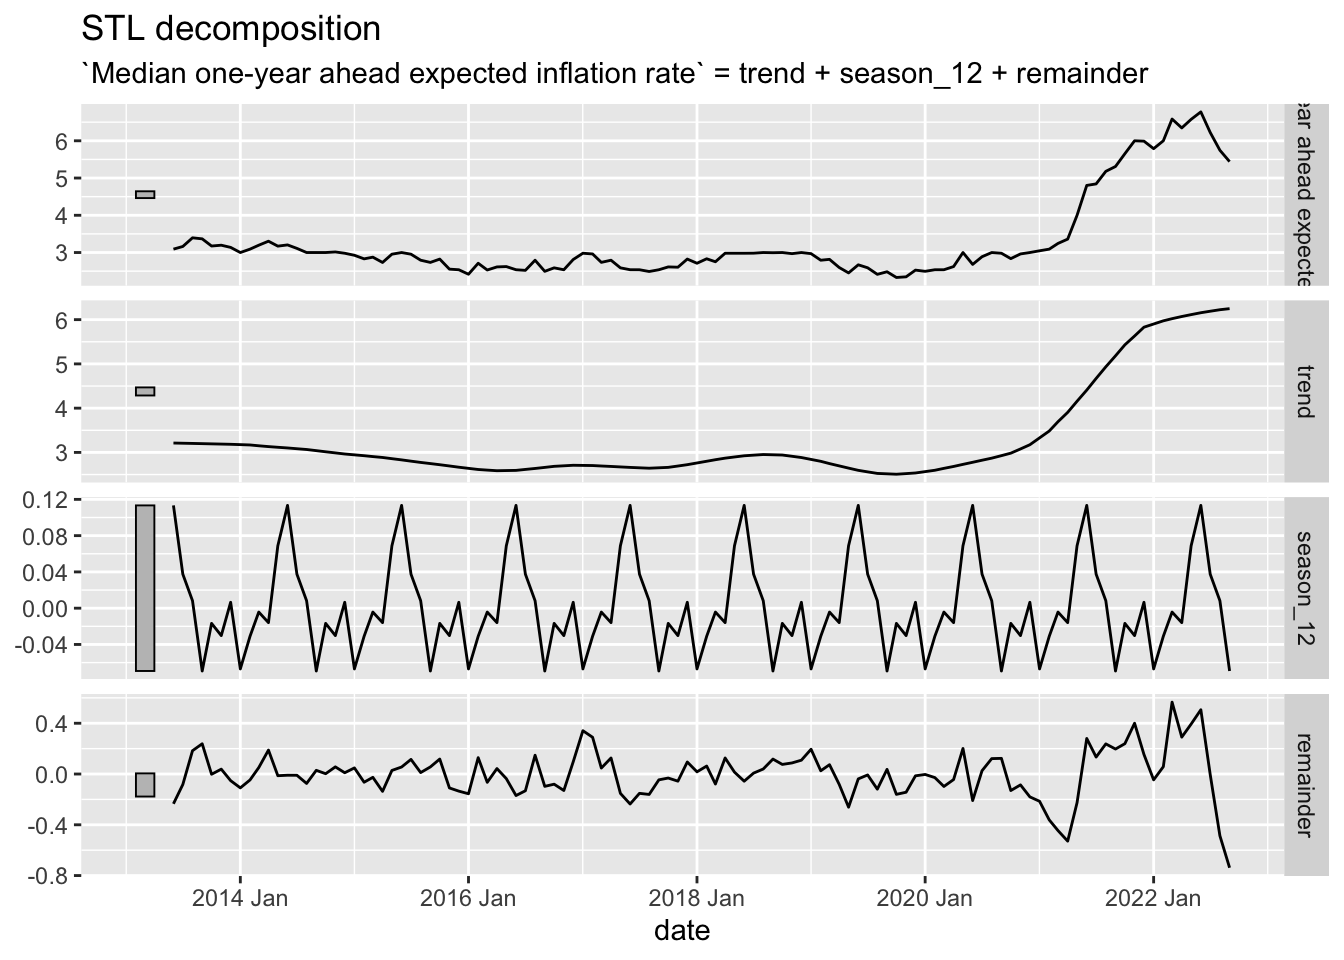 STL decomposition
`Median one-year ahead expected inflation rate` = trend + season_12 + remainder
6
5
4
3
ahead
6
5
4
3
trend
0.12
0.08
0.04
0.00
-0.04
season_12
0.4
0.0
-0.4
-0.8
remainder
2014 Jan
2016 Jan
2018 Jan
2020 Jan
2022 Jan
date